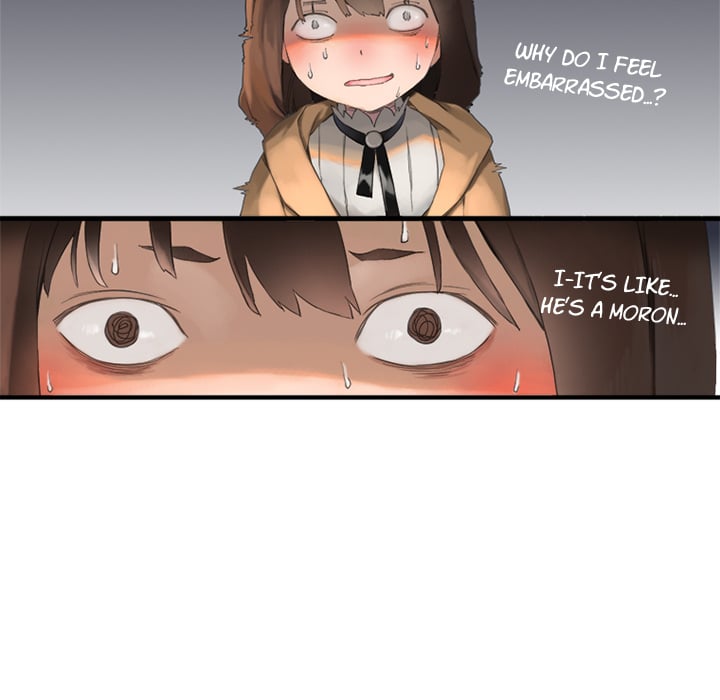 WHY DO I FEEL
EMBARRASSED...?
I-IT'S LIKE...
HE'S A MORON...